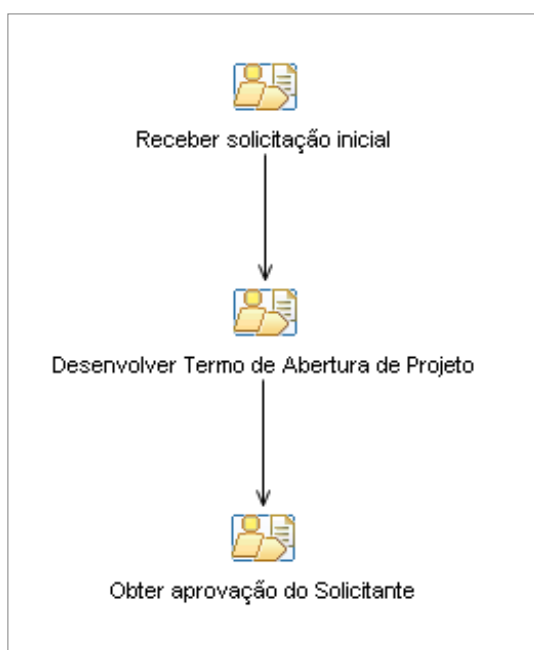 Receber solicitação inicial
Desenvolver Termo de Abertura de Projeto
Obter aprovação do Solicitante